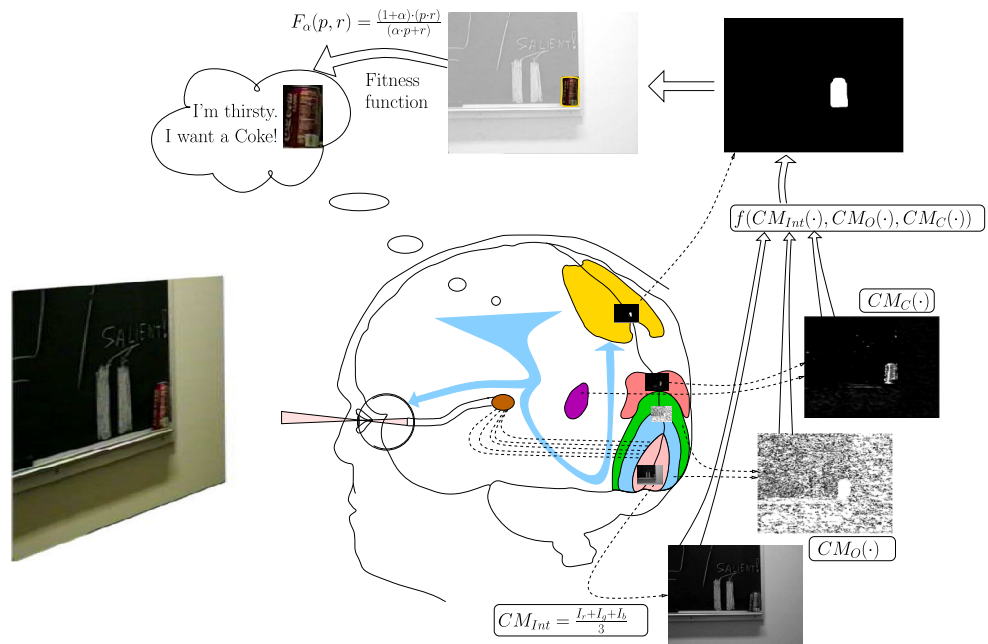 F_α(p, r) = (1+α)·(p·r) / (α·p+r)
SALIENT!
Fitness
function
I'm thirsty.
I want a Coke!
f(CM_Int(·), CM_O(·), CM_C(·))
CM_C(·)
SALIENT!
CM_O(·)
SALIENT!
CM_Int = I_r+I_g+I_b / 3